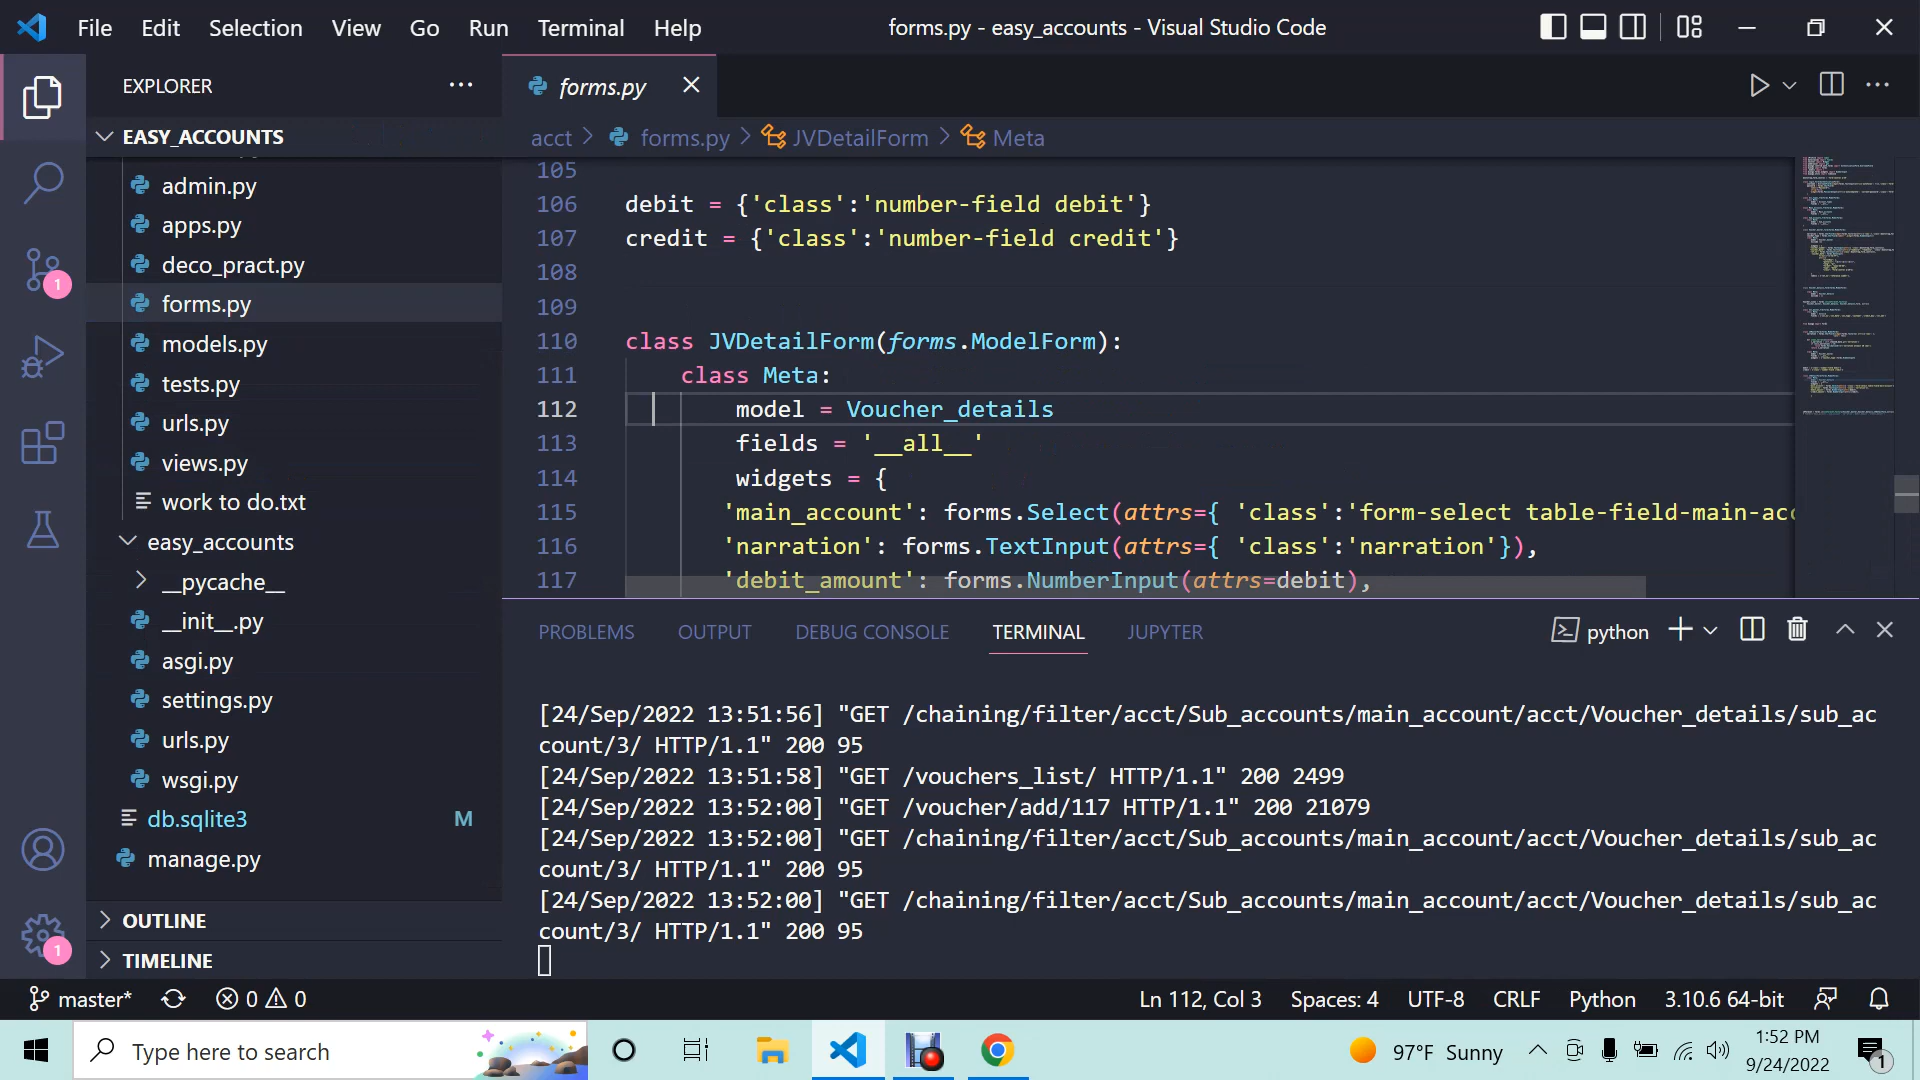 File Edit Selection View Go Run Terminal Help
forms.py - easy_accounts - Visual Studio Code
EXPLORER
EASY_ACCOUNTS
admin.py
apps.py
deco_pract.py
forms.py
models.py
tests.py
urls.py
views.py
work to do.txt
easy_accounts
__pycache__
__init__.py
asgi.py
settings.py
urls.py
wsgi.py
db.sqlite3 M
manage.py
OUTLINE
TIMELINE
1
1
forms.py
acct > forms.py > JVDetailForm > Meta
105
106 debit = {'class':'number-field debit'}
107 credit = {'class':'number-field credit'}
108
109
110 class JVDetailForm(forms.ModelForm):
111 class Meta:
112 model = Voucher_details
113 fields = '__all__'
114 widgets = {
115 'main_account': forms.Select(attrs={ 'class':'form-select table-field-main-acc
116 'narration': forms.TextInput(attrs={ 'class':'narration'}),
117 'debit_amount': forms.NumberInput(attrs=debit),
PROBLEMS OUTPUT DEBUG CONSOLE TERMINAL JUPYTER
python
[24/Sep/2022 13:51:56] "GET /chaining/filter/acct/Sub_accounts/main_account/acct/Voucher_details/sub_ac
count/3/ HTTP/1.1" 200 95
[24/Sep/2022 13:51:58] "GET /vouchers_list/ HTTP/1.1" 200 2499
[24/Sep/2022 13:52:00] "GET /voucher/add/117 HTTP/1.1" 200 21079
[24/Sep/2022 13:52:00] "GET /chaining/filter/acct/Sub_accounts/main_account/acct/Voucher_details/sub_ac
count/3/ HTTP/1.1" 200 95
[24/Sep/2022 13:52:00] "GET /chaining/filter/acct/Sub_accounts/main_account/acct/Voucher_details/sub_ac
count/3/ HTTP/1.1" 200 95
master* 0 0
Ln 112, Col 3 Spaces: 4 UTF-8 CRLF Python 3.10.6 64-bit
Type here to search
97°F Sunny
1:52 PM
9/24/2022
1